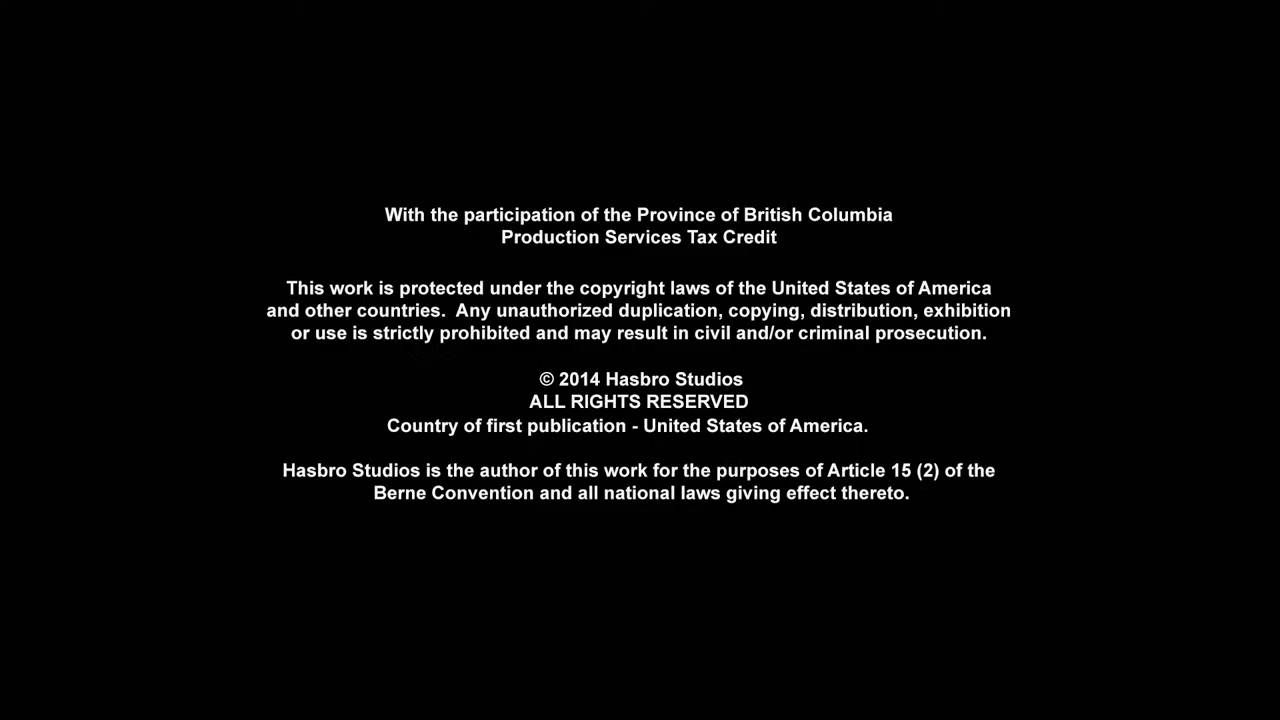 With the participation of the Province of British Columbia
Production Services Tax Credit
This work is protected under the copyright laws of the United States of America
and other countries.  Any unauthorized duplication, copying, distribution, exhibition
or use is strictly prohibited and may result in civil and/or criminal prosecution.
© 2014 Hasbro Studios
ALL RIGHTS RESERVED
Country of first publication - United States of America.
Hasbro Studios is the author of this work for the purposes of Article 15 (2) of the
Berne Convention and all national laws giving effect thereto.